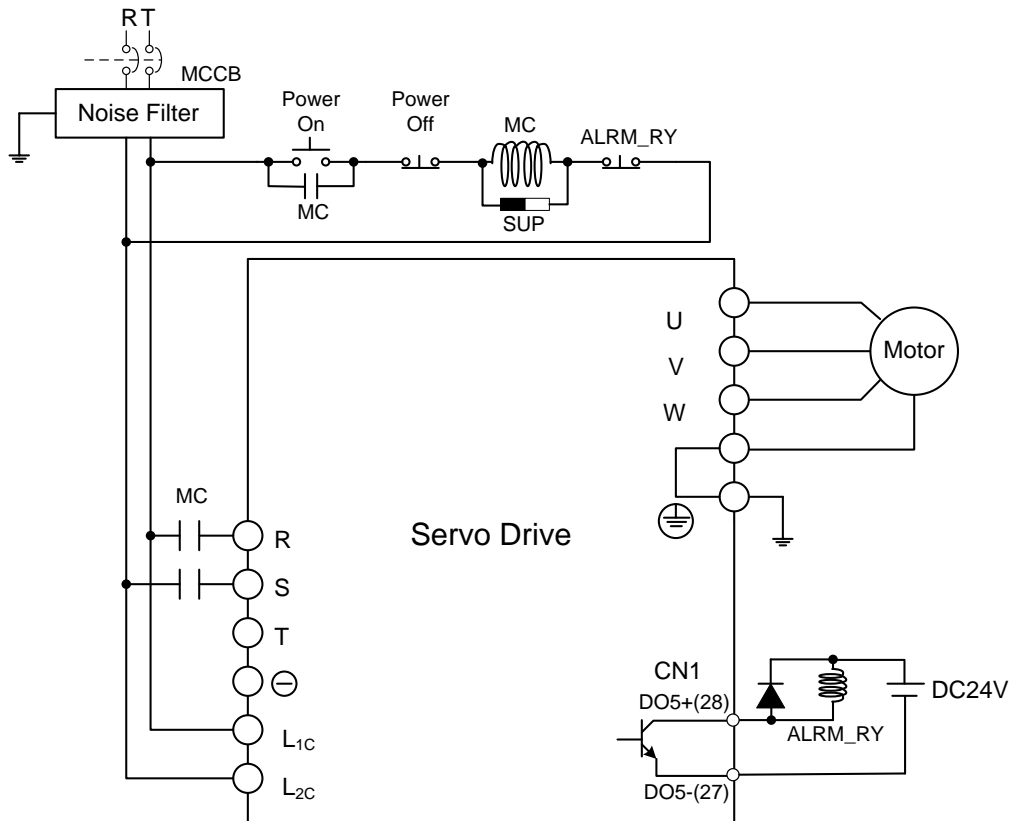 R T
MCCB
Noise Filter
Power On
Power Off
MC
ALRM_RY
MC
SUP
U
V
W
Motor
MC
R
S
T
L1C
L2C
Servo Drive
CN1
DO5+(28)
DO5-(27)
ALRM_RY
DC24V